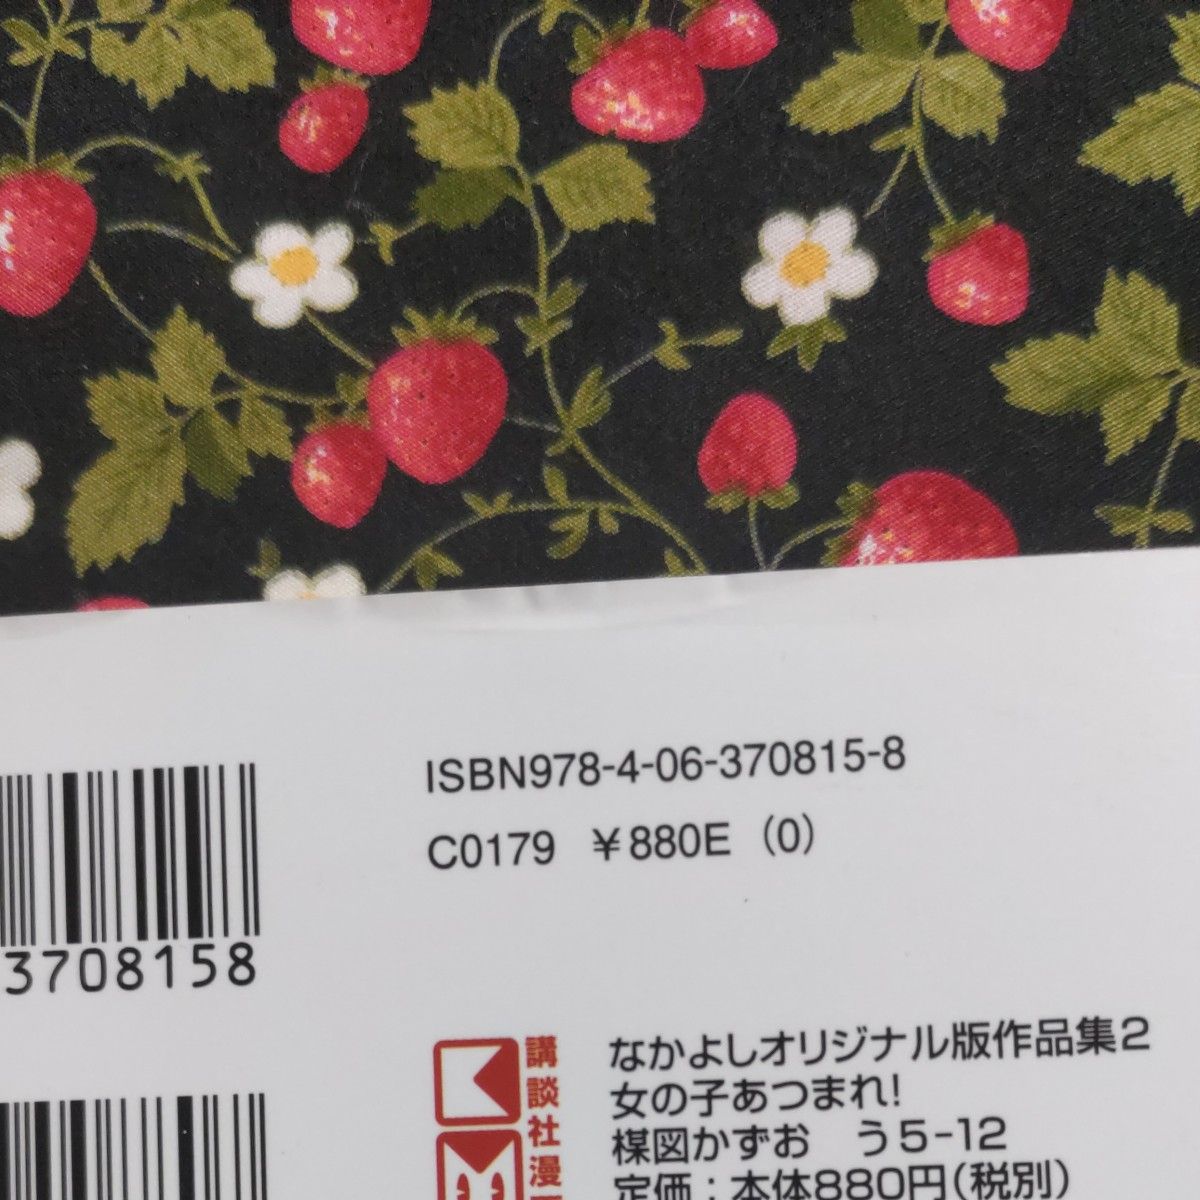 ISBN978-4-06-370815-8
C0179 ¥880E (0)
3708158
講談社漫
なかよしオリジナル版作品集2
女の子あつまれ!
楳図かずお う5-12
定価:本体880円(税別)